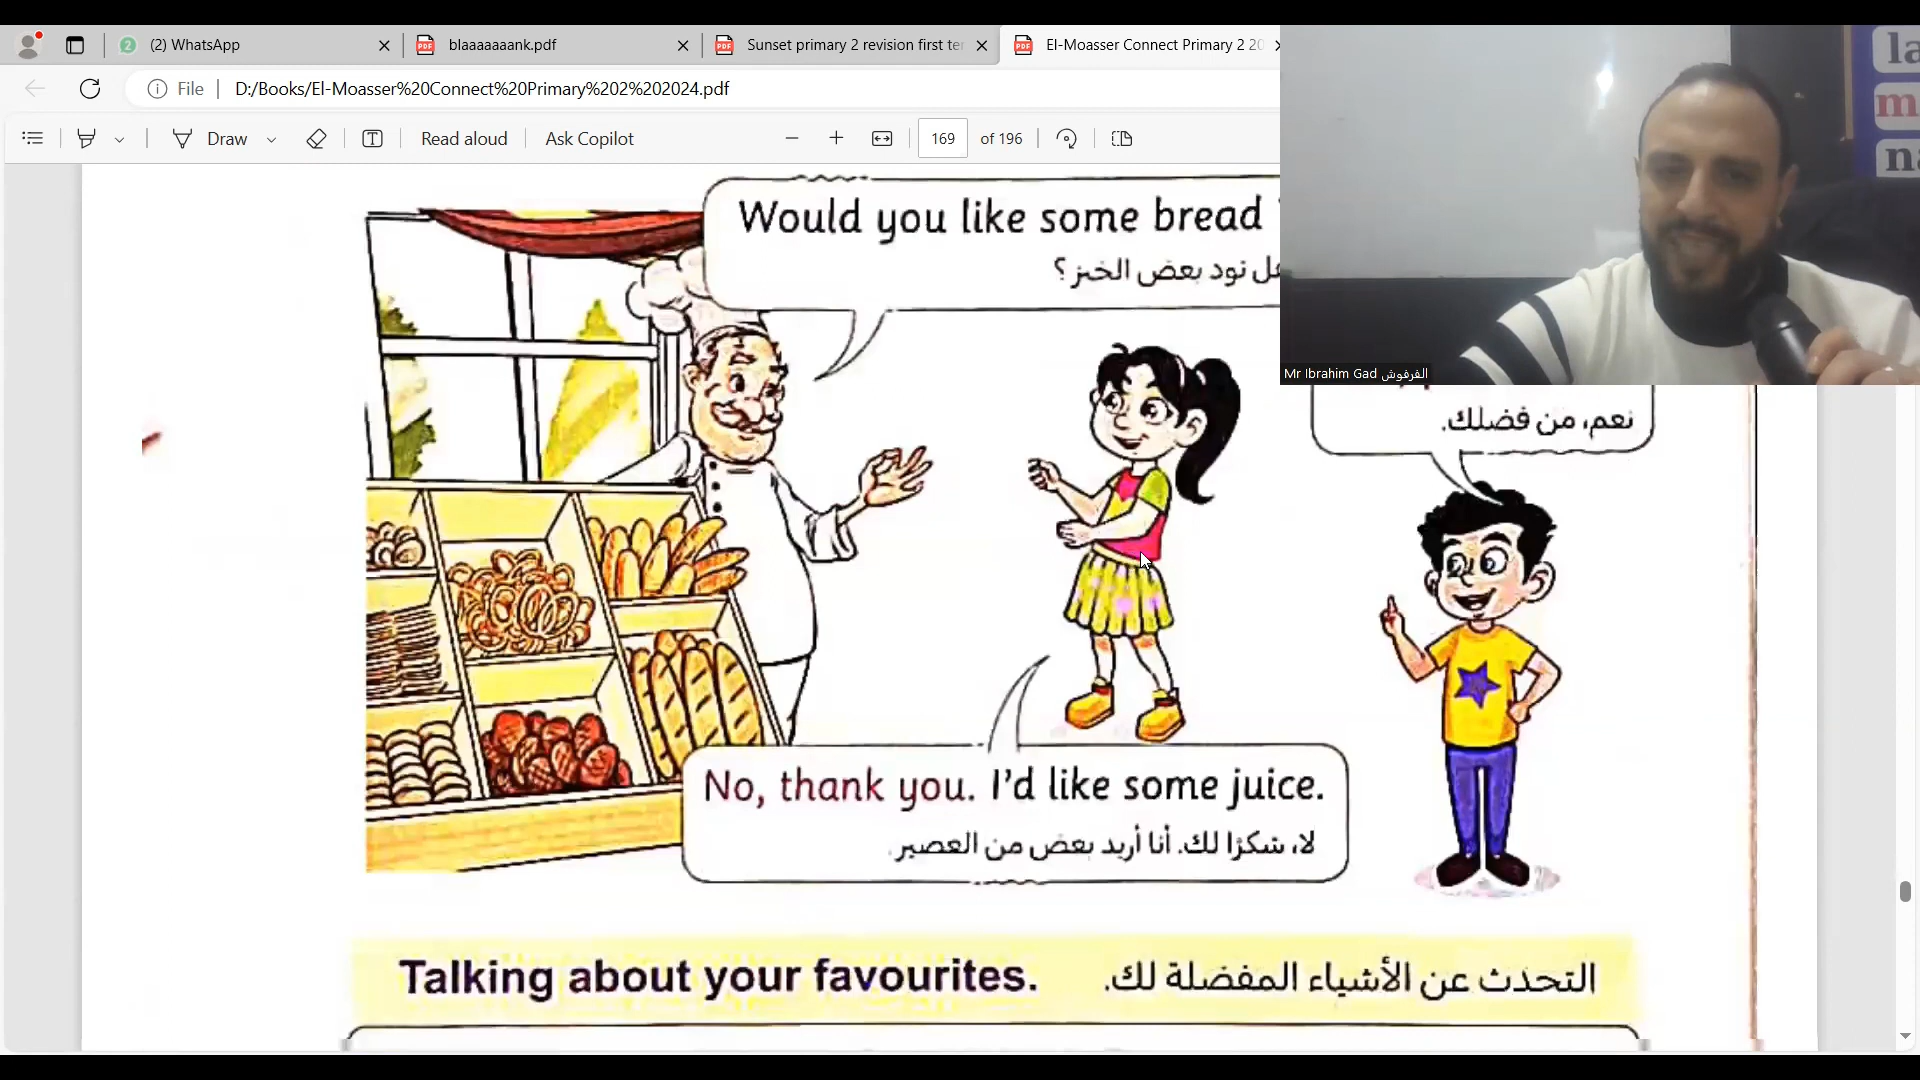 (2) WhatsApp
blaaaaaaank.pdf
Sunset primary 2 revision first te
El-Moasser Connect Primary 2 20
File
D:/Books/El-Moasser%20Connect%20Primary%202%202024.pdf
Draw
Read aloud
Ask Copilot
169
of 196
Would you like some bread
هل نود بعض الخبز؟
Mr Ibrahim Gad الفرفوش
نعم، من فضلك.
No, thank you. I'd like some juice.
لا، شكرًا لك. أنا أريد بعض من العصير.
Talking about your favourites.
التحدث عن الأشياء المفضلة لك.